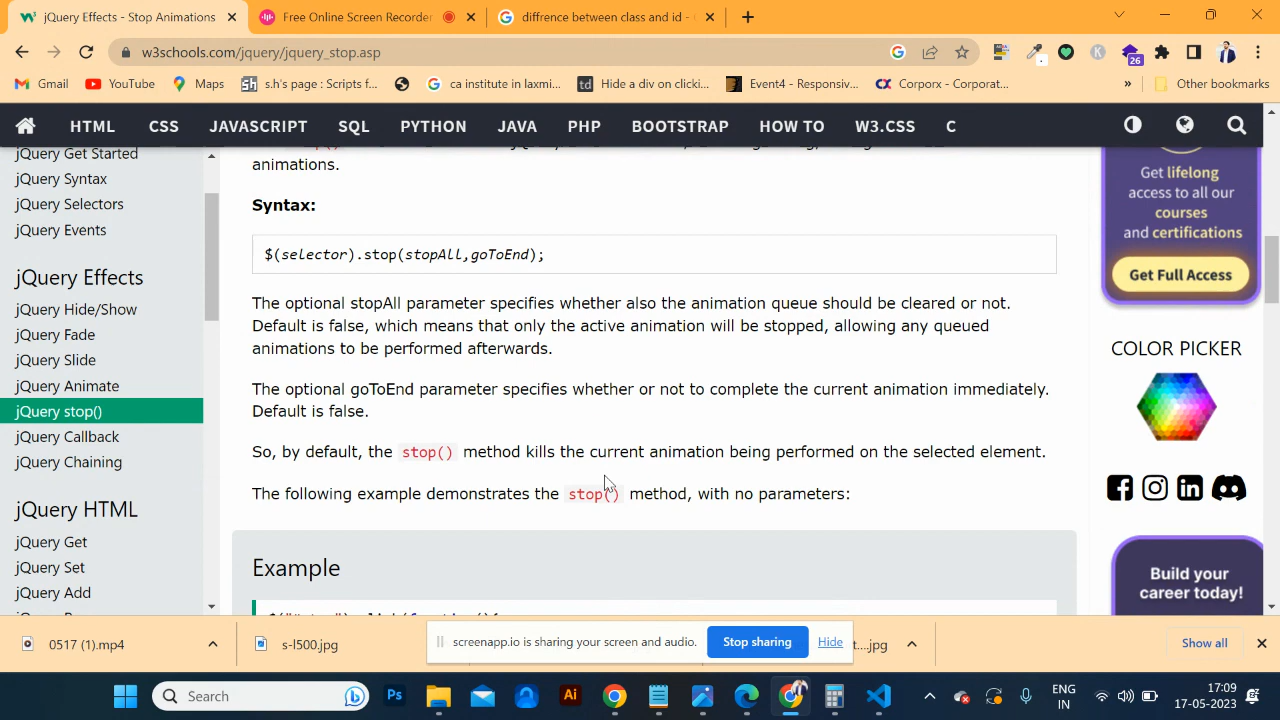 jQuery Effects - Stop Animations
Free Online Screen Recorder
diffrence between class and id -
w3schools.com/jquery/jquery_stop.asp
26
Gmail
YouTube
Maps
s.h's page : Scripts f...
ca institute in laxmi...
Hide a div on clicki...
Event4 - Responsiv...
Corporx - Corporat...
»
Other bookmarks
HTML CSS JAVASCRIPT SQL PYTHON JAVA PHP BOOTSTRAP HOW TO W3.CSS C
jQuery Get Started
jQuery Syntax
jQuery Selectors
jQuery Events
jQuery Effects
jQuery Hide/Show
jQuery Fade
jQuery Slide
jQuery Animate
jQuery stop()
jQuery Callback
jQuery Chaining
jQuery HTML
jQuery Get
jQuery Set
jQuery Add
animations.
Syntax:
$(selector).stop(stopAll,goToEnd);
The optional stopAll parameter specifies whether also the animation queue should be cleared or not.
Default is false, which means that only the active animation will be stopped, allowing any queued
animations to be performed afterwards.
The optional goToEnd parameter specifies whether or not to complete the current animation immediately.
Default is false.
So, by default, the stop() method kills the current animation being performed on the selected element.
The following example demonstrates the stop() method, with no parameters:
Example
Get lifelong
access to all our
courses
and certifications
Get Full Access
COLOR PICKER
Build your
career today!
0517 (1).mp4
s-l500.jpg
screenapp.io is sharing your screen and audio.
Stop sharing
Hide
t....jpg
Show all
Search
Ps
Ai
ENG
IN
17:09
17-05-2023